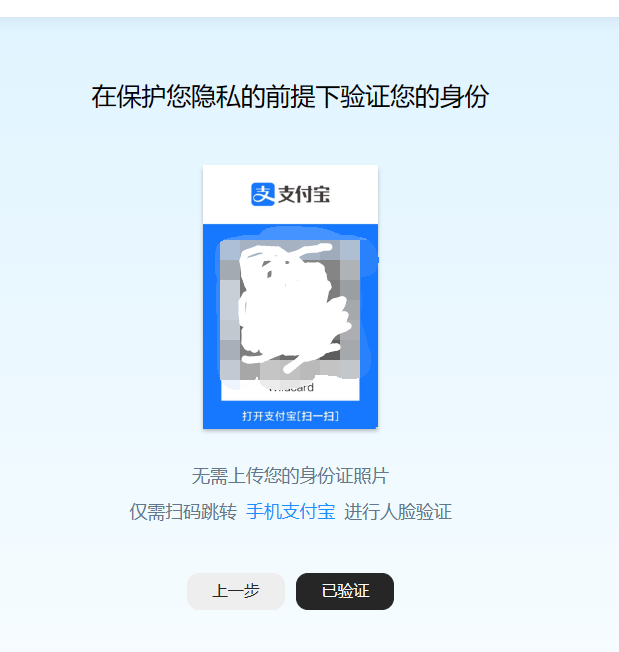 在保护您隐私的前提下验证您的身份
支付宝
打开支付宝[扫一扫]
无需上传您的身份证照片
仅需扫码跳转 手机支付宝 进行人脸验证
上一步 已验证